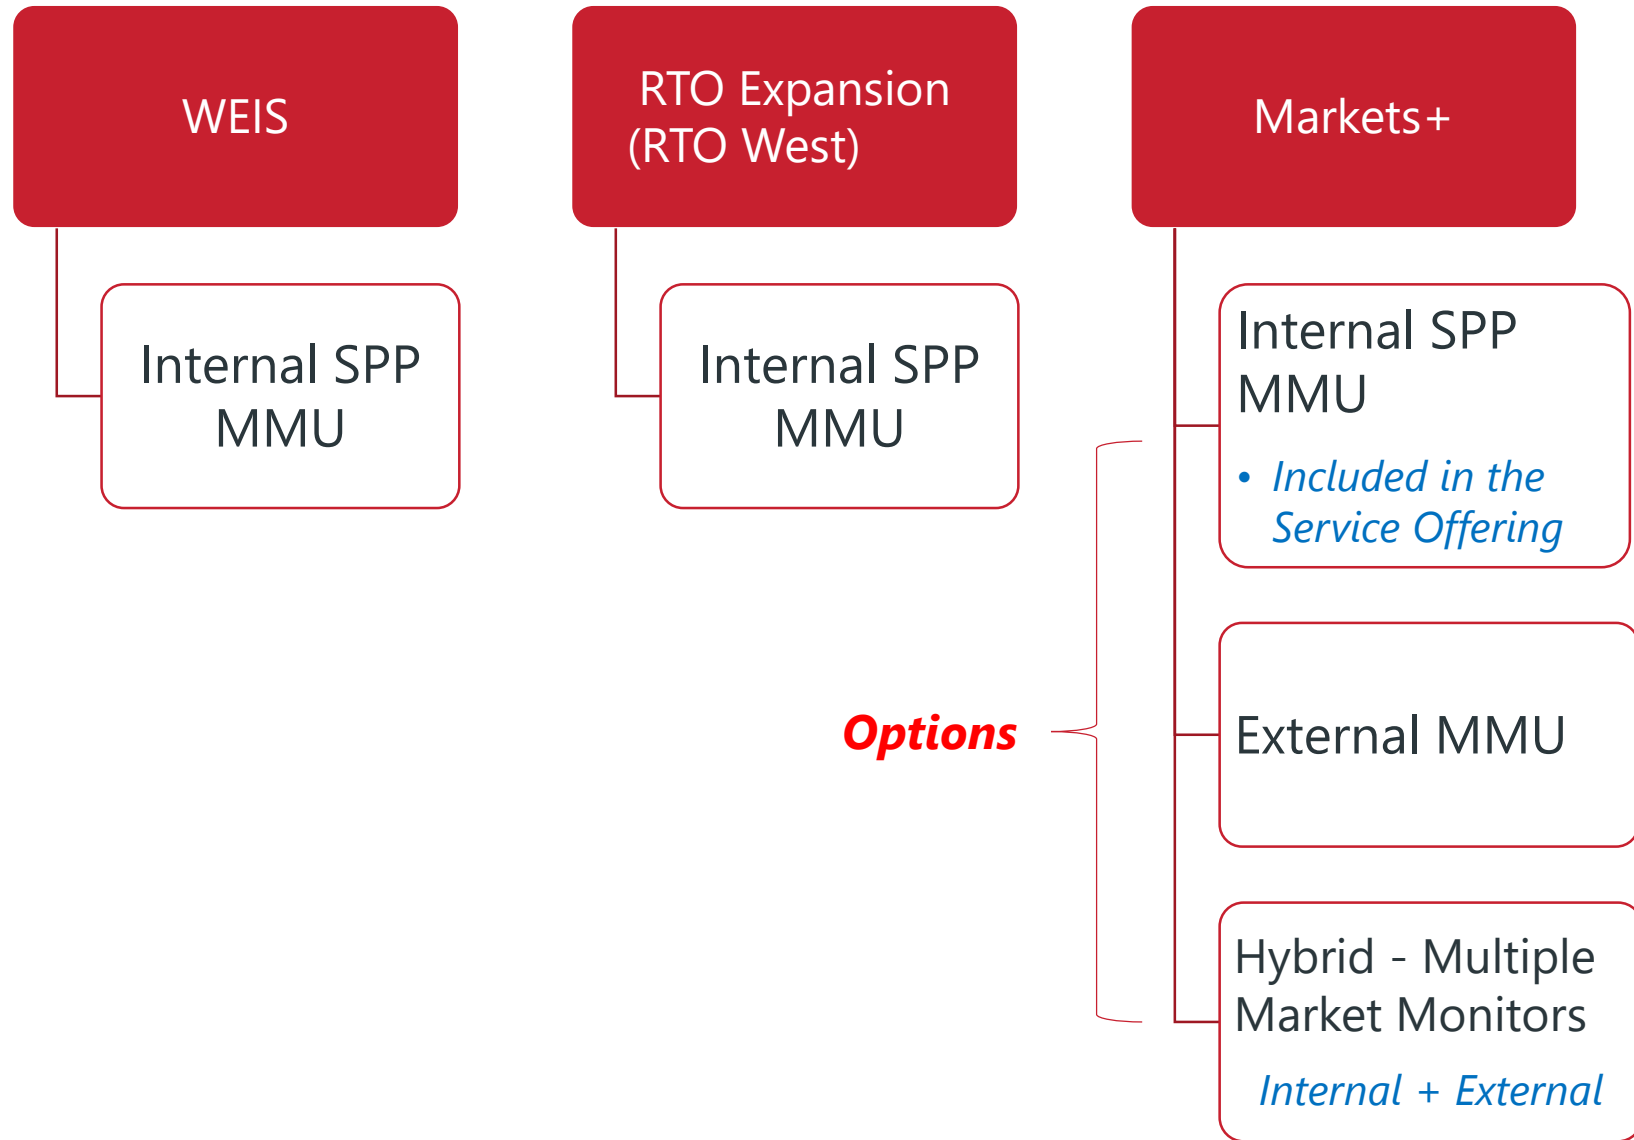 WEIS
Internal SPP
MMU
RTO Expansion
(RTO West)
Internal SPP
MMU
Markets+
Options
Internal SPP
MMU
• Included in the
Service Offering
External MMU
Hybrid - Multiple
Market Monitors
Internal + External